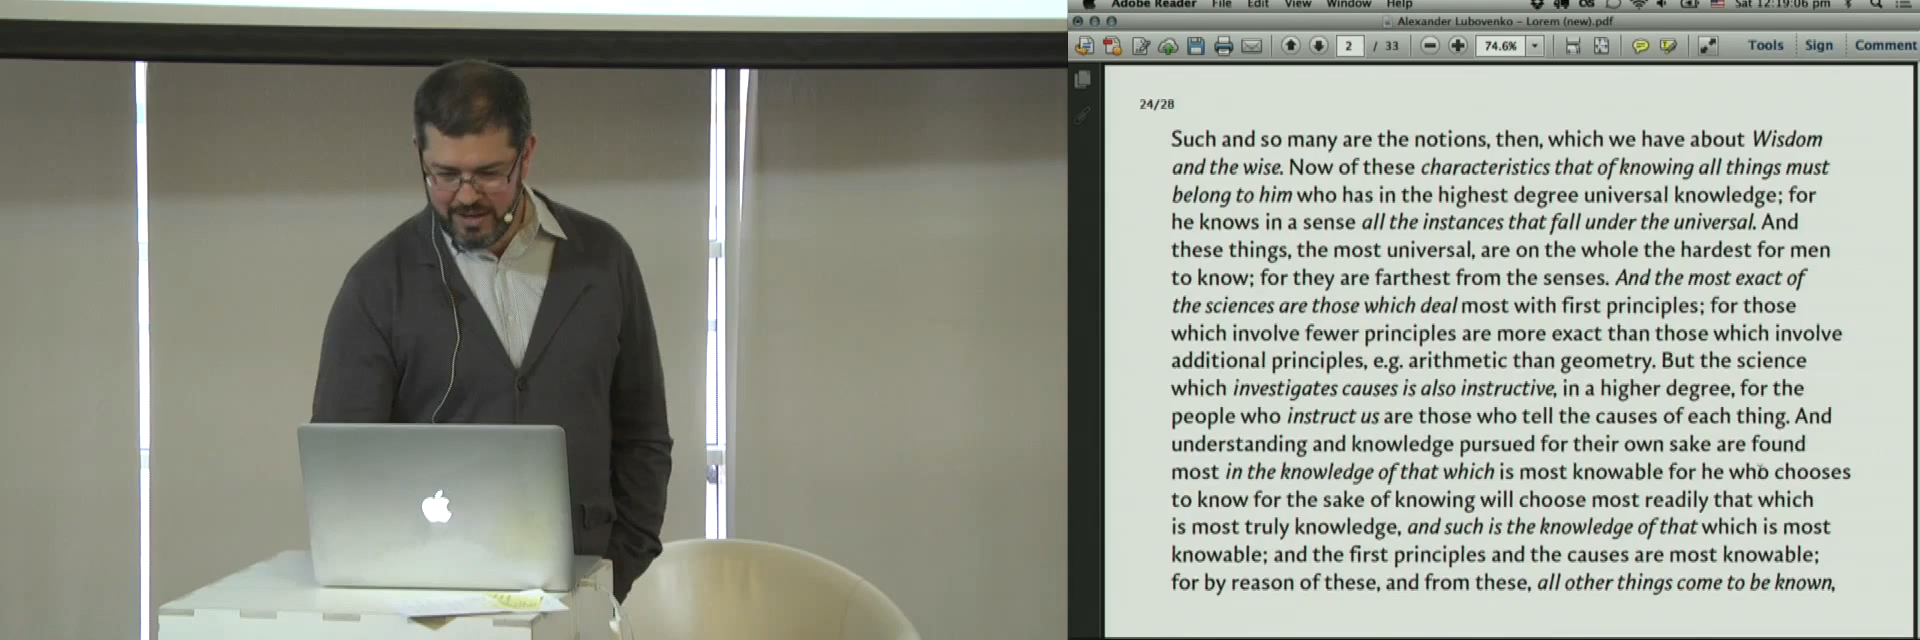 Adobe Reader File Edit View Window Help Sat 12:19:06 pm
Alexander Lubovenko – Lorem (new).pdf
2 / 33 74.6% Tools Sign Comment
24/28
Such and so many are the notions, then, which we have about Wisdom
and the wise. Now of these characteristics that of knowing all things must
belong to him who has in the highest degree universal knowledge; for
he knows in a sense all the instances that fall under the universal. And
these things, the most universal, are on the whole the hardest for men
to know; for they are farthest from the senses. And the most exact of
the sciences are those which deal most with first principles; for those
which involve fewer principles are more exact than those which involve
additional principles, e.g. arithmetic than geometry. But the science
which investigates causes is also instructive, in a higher degree, for the
people who instruct us are those who tell the causes of each thing. And
understanding and knowledge pursued for their own sake are found
most in the knowledge of that which is most knowable for he who chooses
to know for the sake of knowing will choose most readily that which
is most truly knowledge, and such is the knowledge of that which is most
knowable; and the first principles and the causes are most knowable;
for by reason of these, and from these, all other things come to be known,